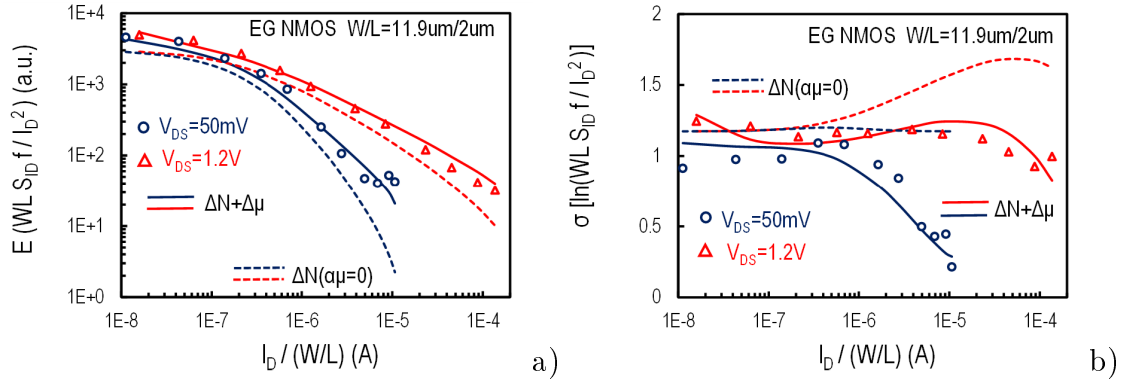 EG NMOS W/L=11.9um/2um
E (WL S_ID f / I_D^2) (a.u.)
1E+4
1E+3
1E+2
1E+1
1E+0
V_DS=50mV
V_DS=1.2V
ΔN+Δμ
ΔN(αμ=0)
1E-8
1E-7
1E-6
1E-5
1E-4
I_D / (W/L) (A)
a)
EG NMOS W/L=11.9um/2um
σ [ln(WL S_ID f / I_D^2)]
2
1.5
1
0.5
0
ΔN(αμ=0)
ΔN+Δμ
V_DS=50mV
V_DS=1.2V
1E-8
1E-7
1E-6
1E-5
1E-4
I_D / (W/L) (A)
b)